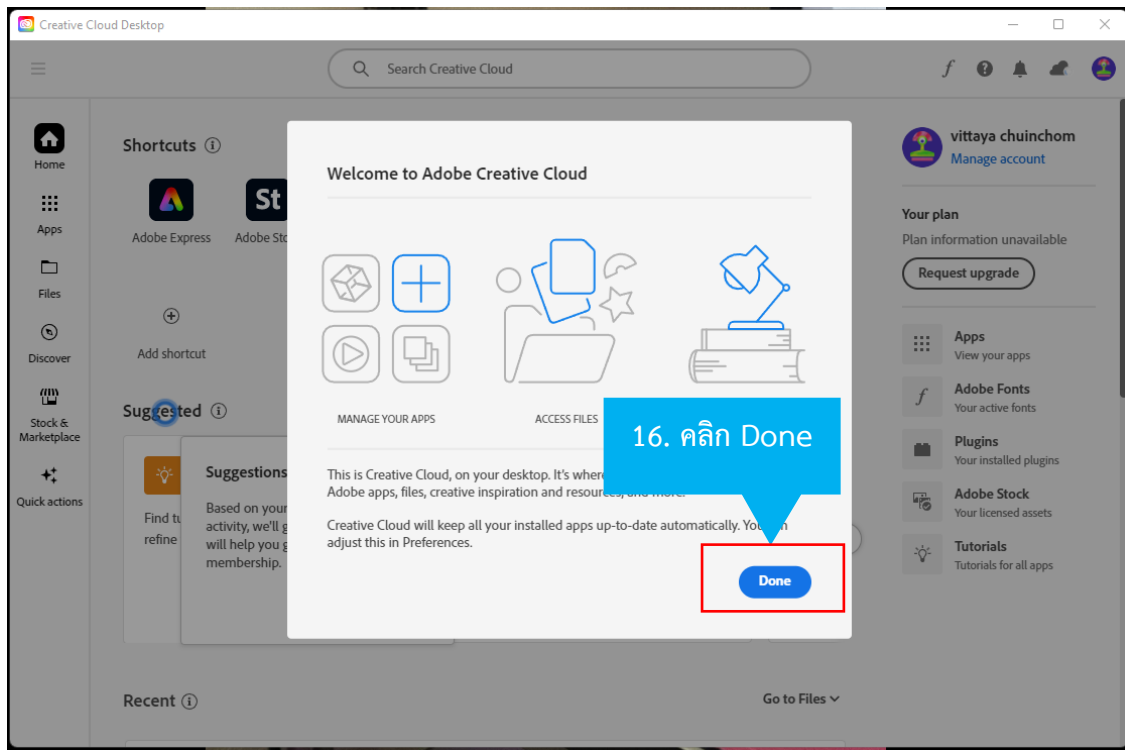 Creative Cloud Desktop
Search Creative Cloud
Home
Apps
Files
Discover
Stock &
Marketplace
Quick actions
Shortcuts
Adobe Express
St
Adobe Sto
Add shortcut
Suggested
Find tu
refine
Suggestions
Based on your
activity, we'll g
will help you g
membership.
Recent
Go to Files
Welcome to Adobe Creative Cloud
MANAGE YOUR APPS
ACCESS FILES
16. คลิก Done
This is Creative Cloud, on your desktop. It's where
Adobe apps, files, creative inspiration and resources, and more.
Creative Cloud will keep all your installed apps up-to-date automatically. You
adjust this in Preferences.
Done
vittaya chuinchom
Manage account
Your plan
Plan information unavailable
Request upgrade
Apps
View your apps
Adobe Fonts
Your active fonts
Plugins
Your installed plugins
Adobe Stock
Your licensed assets
Tutorials
Tutorials for all apps